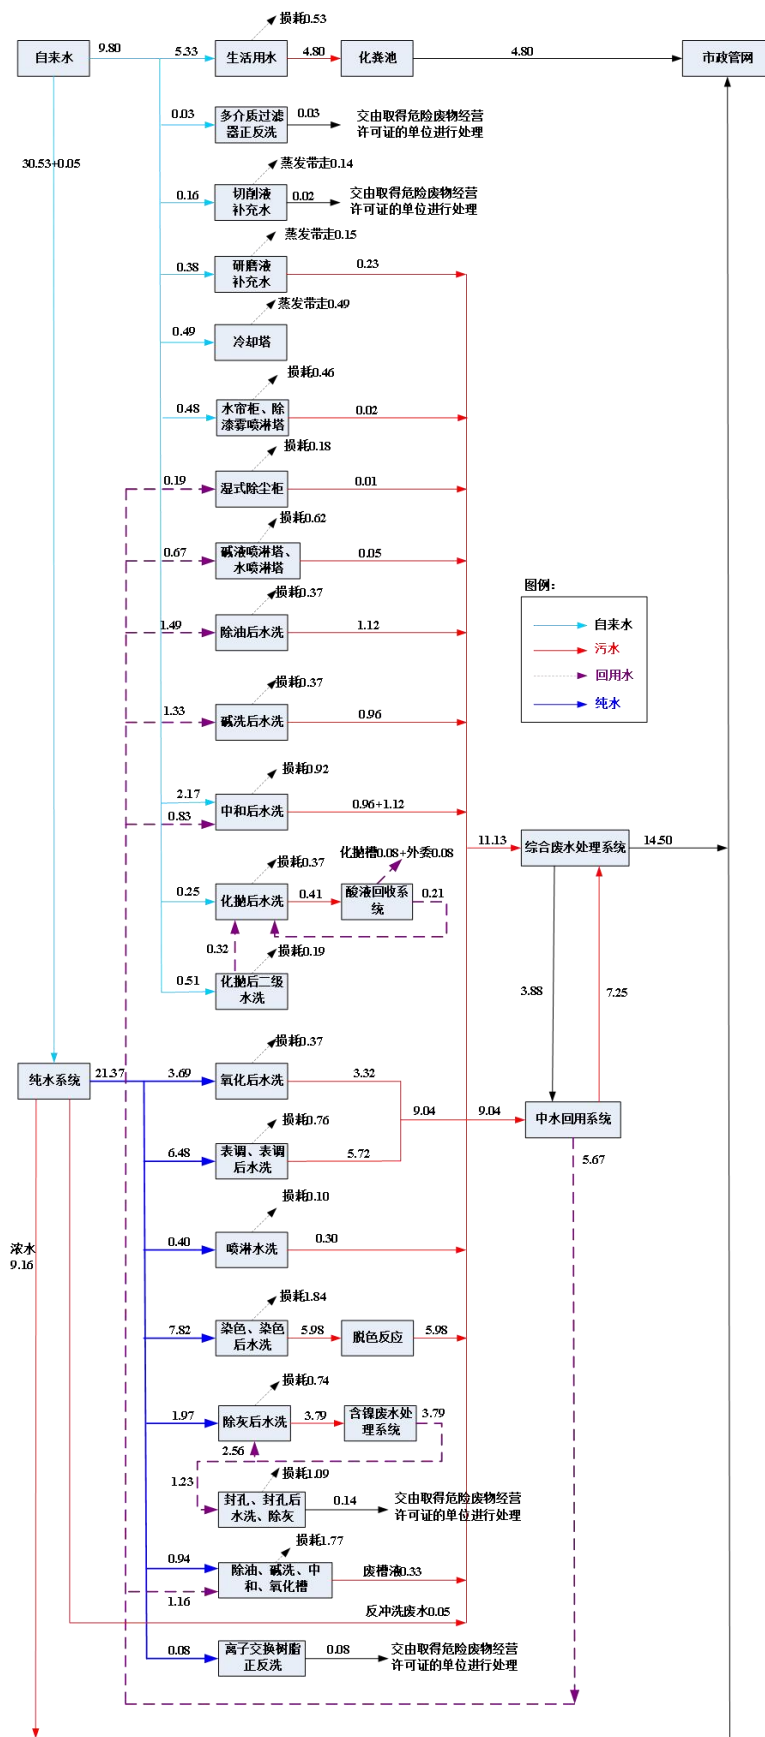 损耗0.53
自来水
9.80
5.33
生活用水
4.80
化粪池
4.80
市政管网
0.03
多介质过滤
器正反洗
0.03
交由取得危险废物经营
许可证的单位进行处理
30.53+0.05
蒸发带走0.14
0.16
切削液
补充水
0.02
交由取得危险废物经营
许可证的单位进行处理
蒸发带走0.15
0.38
研磨液
补充水
0.23
蒸发带走0.49
0.49
冷却塔
损耗0.46
0.48
水帘柜、除
漆雾喷淋塔
0.02
损耗0.18
0.19
湿式除尘柜
0.01
损耗0.62
0.67
碱液喷淋塔、
水喷淋塔
0.05
损耗0.37
1.49
除油后水洗
1.12
图例：
自来水
污水
回用水
纯水
损耗0.37
1.33
碱洗后水洗
0.96
损耗0.92
2.17
0.83
中和后水洗
0.96+1.12
11.13
综合废水处理系统
14.50
化抛槽0.08+外委0.08
损耗0.37
0.25
化抛后水洗
0.41
酸液回收系
统
0.21
0.32
损耗0.19
0.51
化抛后二级
水洗
3.88
7.25
损耗0.37
纯水系统
21.37
3.69
氧化后水洗
3.32
损耗0.76
9.04
9.04
中水回用系统
6.48
表调、表调
后水洗
5.72
5.67
损耗0.10
浓水
9.16
0.40
喷淋水洗
0.30
损耗1.84
7.82
染色、染色
后水洗
5.98
脱色反应
5.98
损耗0.74
1.97
除灰后水洗
3.79
含镍废水处
理系统
3.79
2.56
1.23
损耗1.09
封孔、封孔后
水洗、除灰
0.14
交由取得危险废物经营
许可证的单位进行处理
损耗1.77
0.94
除油、碱洗、中
和、氧化槽
废槽液0.33
1.16
反冲洗废水0.05
0.08
离子交换树脂
正反洗
0.08
交由取得危险废物经营
许可证的单位进行处理